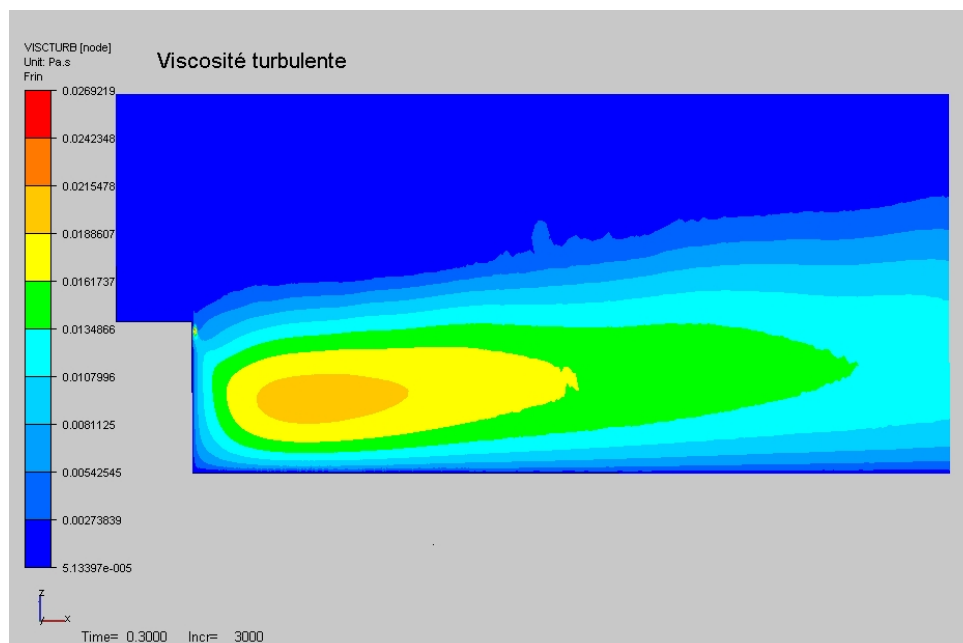 VISCTURB [node]
Unit: Pa.s
Frin
Viscosité turbulente
0.0269219
0.0242348
0.0215478
0.0188607
0.0161737
0.0134866
0.0107996
0.0081125
0.00542545
0.00273839
5.13397e-005
z
y x
Time= 0.3000 Incr= 3000